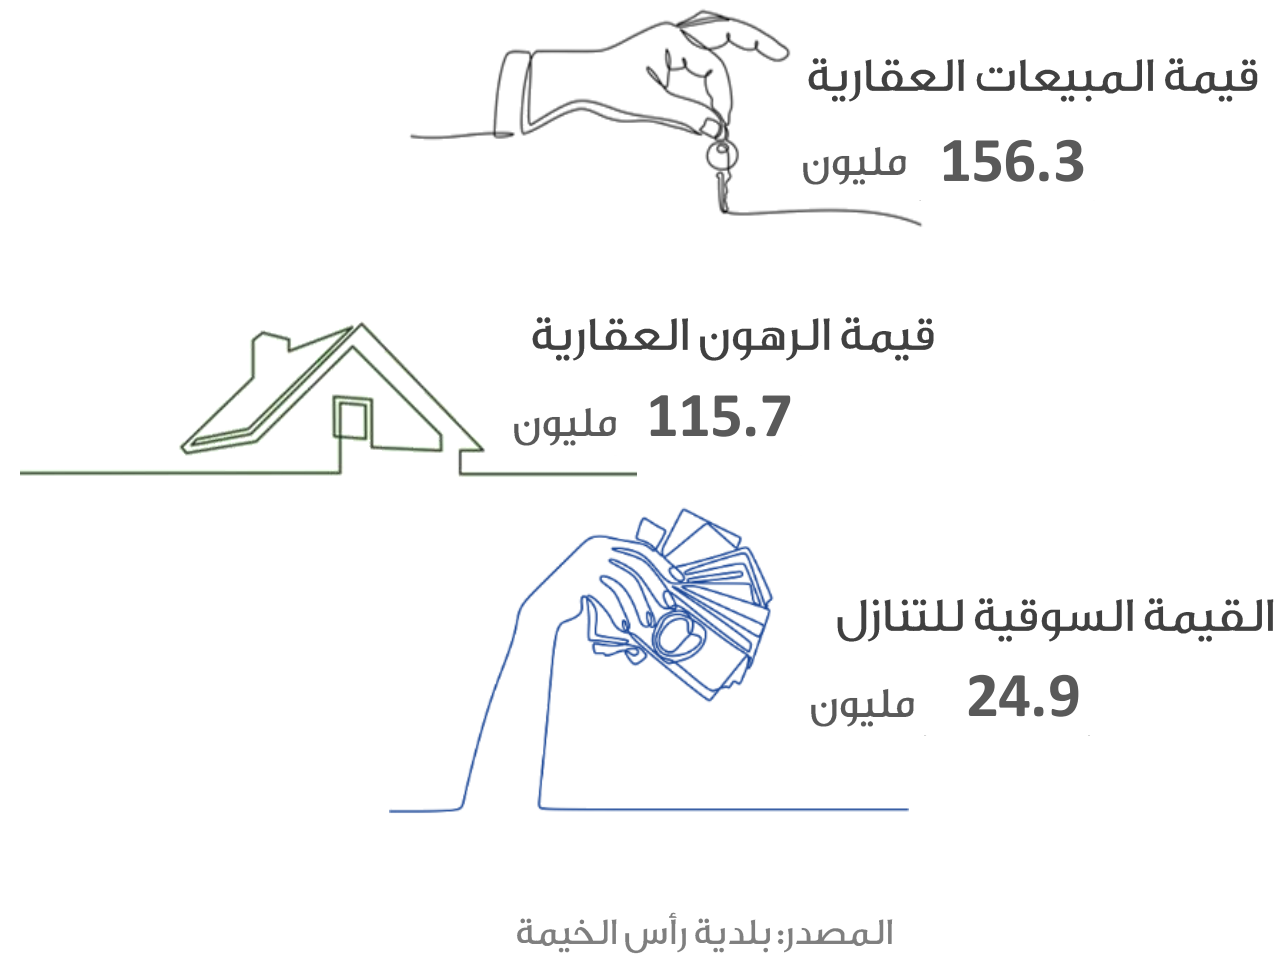 قيمة المبيعات العقارية
156.3 مليون
قيمة الرهون العقارية
115.7 مليون
القيمة السوقية للتنازل
24.9 مليون
المصدر: بلدية رأس الخيمة